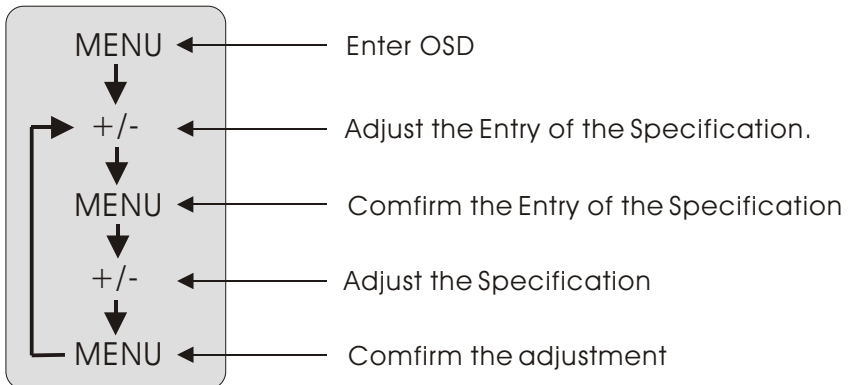 MENU Enter OSD
+/- Adjust the Entry of the Specification.
MENU Comfirm the Entry of the Specification
+/- Adjust the Specification
MENU Comfirm the adjustment